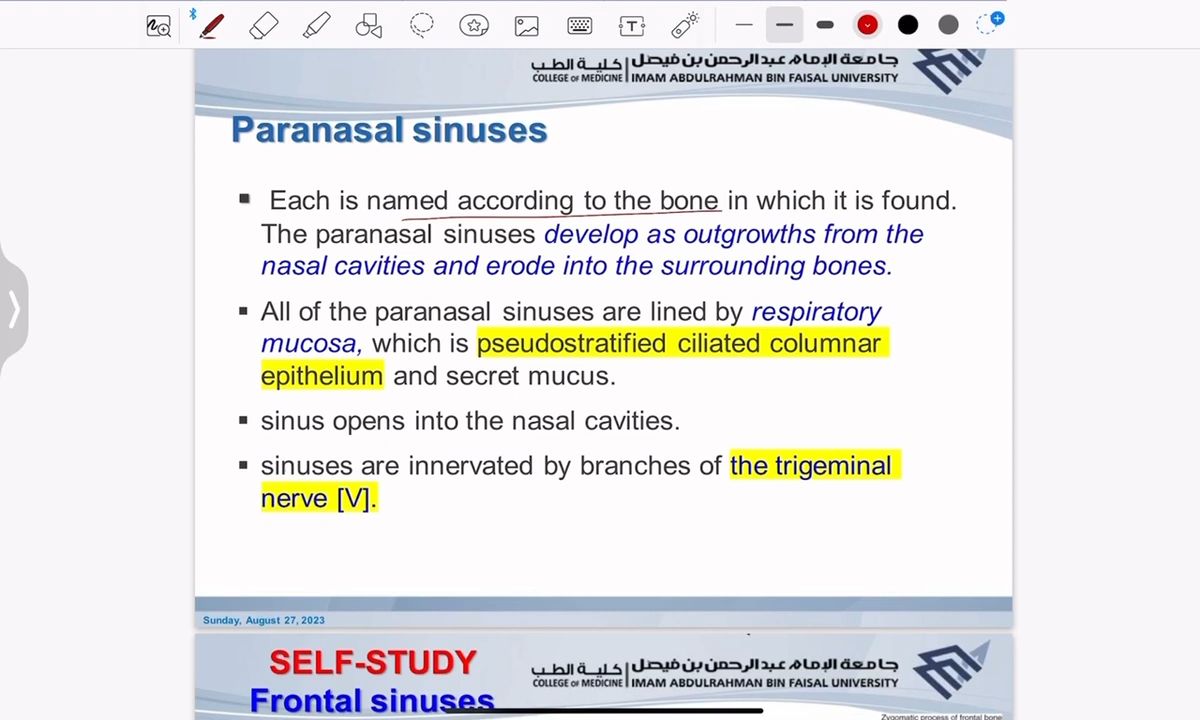 كلية الطب | جامعة الإمام عبدالرحمن بن فيصل
COLLEGE OF MEDICINE | IMAM ABDULRAHMAN BIN FAISAL UNIVERSITY
Paranasal sinuses
▪ Each is named according to the bone in which it is found.
The paranasal sinuses develop as outgrowths from the
nasal cavities and erode into the surrounding bones.
▪ All of the paranasal sinuses are lined by respiratory
mucosa, which is pseudostratified ciliated columnar
epithelium and secret mucus.
▪ sinus opens into the nasal cavities.
▪ sinuses are innervated by branches of the trigeminal
nerve [V].
Sunday, August 27, 2023
SELF-STUDY
كلية الطب | جامعة الإمام عبدالرحمن بن فيصل
COLLEGE OF MEDICINE | IMAM ABDULRAHMAN BIN FAISAL UNIVERSITY
Frontal sinuses
Zygomatic process of frontal bone